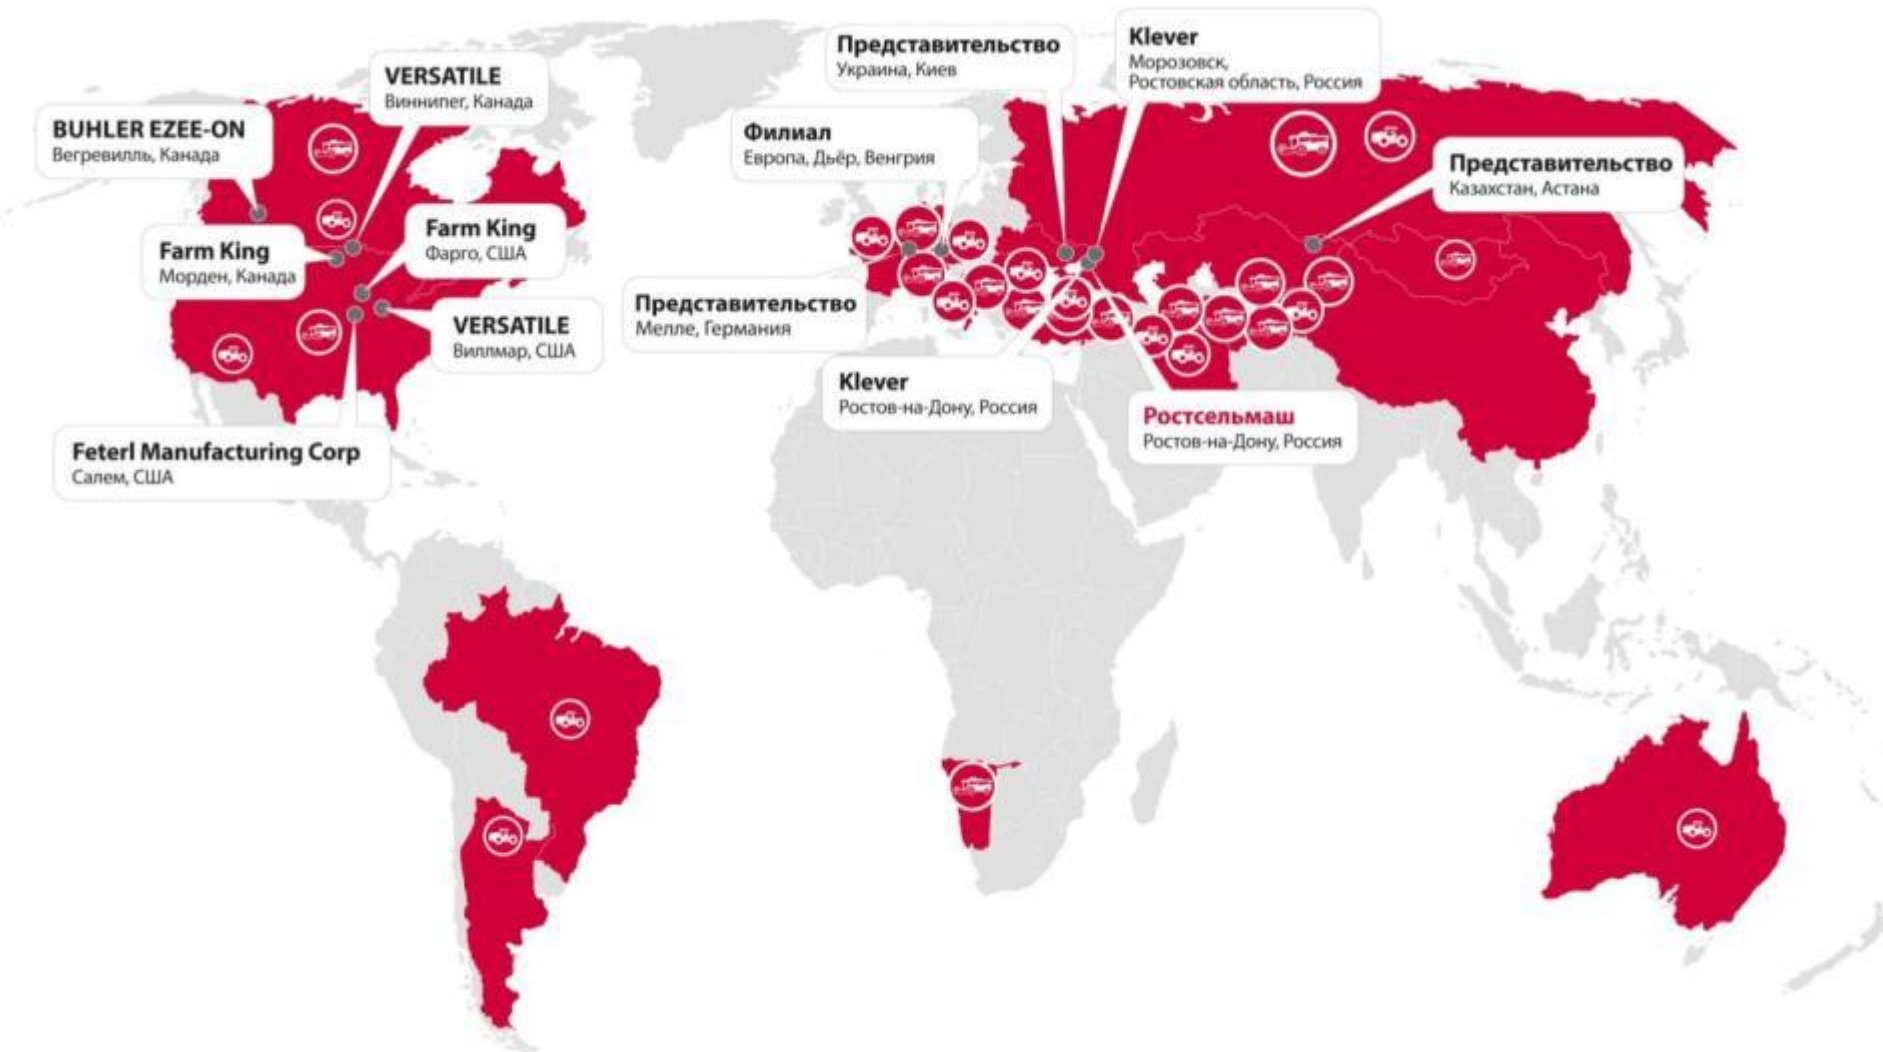 Представительство
Украина, Киев
Klever
Морозовск,
Ростовская область, Россия
VERSATILE
Виннипег, Канада
BUHLER EZEE-ON
Вегревилль, Канада
Филиал
Европа, Дьёр, Венгрия
Представительство
Казахстан, Астана
Farm King
Морден, Канада
Farm King
Фарго, США
Представительство
Мелле, Германия
VERSATILE
Виллмар, США
Klever
Ростов-на-Дону, Россия
Ростсельмаш
Ростов-на-Дону, Россия
Feterl Manufacturing Corp
Салем, США